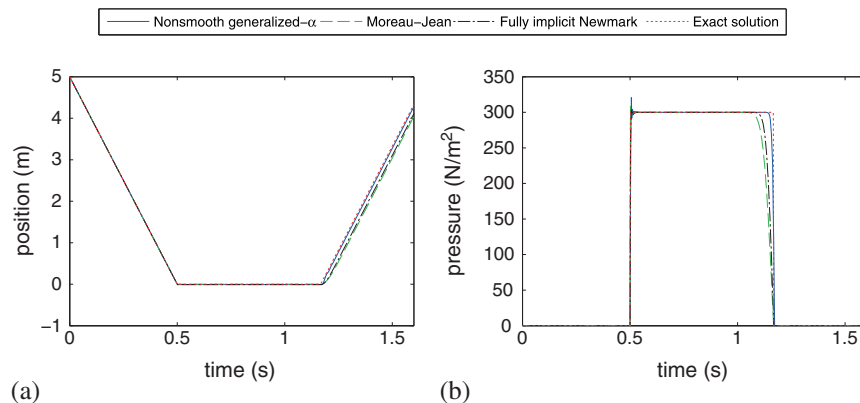 Nonsmooth generalized-α Moreau-Jean Fully implicit Newmark Exact solution
5
4
3
2
1
0
−1
0 0.5 1 1.5
position (m)
time (s)
(a)
350
300
250
200
150
100
50
0
0 0.5 1 1.5
pressure (N/m²)
time (s)
(b)